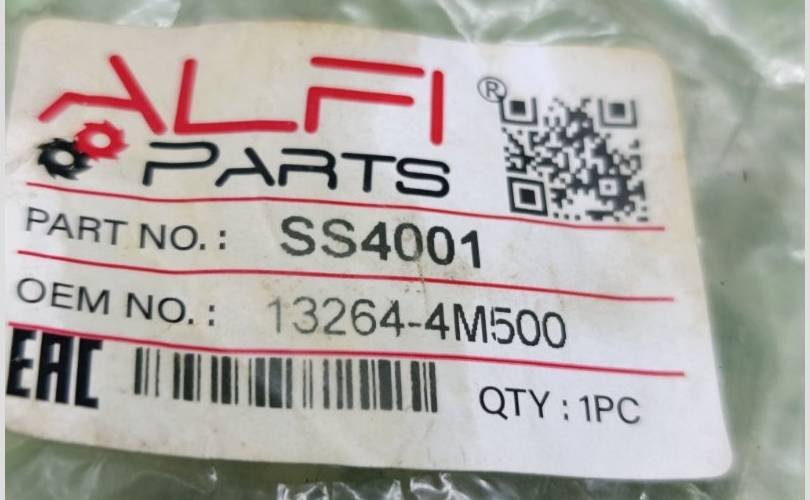 ALFI ®
PARTS
PART NO. : SS4001
OEM NO. : 13264-4M500
EAC QTY : 1PC